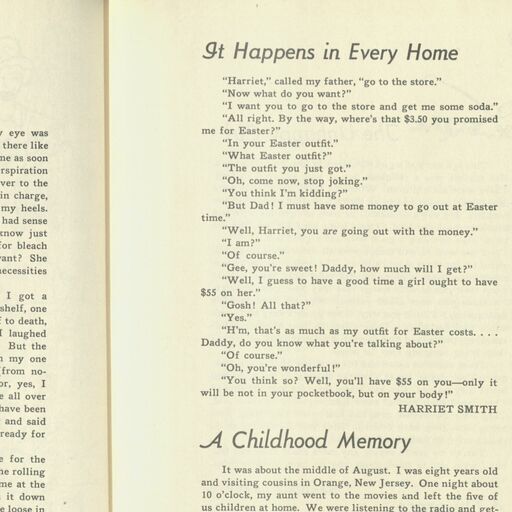 y eye was
there like
me as soon
rspiration
ver to the
in charge,
my heels.
had sense
know just
for bleach
vant? She
necessities
I got a
shelf, one
to death,
I laughed
But the
my one
(from no-
or, yes, I
e all over
have been
and said
ready for
e for the
he rolling
me at the
it down
e loose in
It Happens in Every Home
"Harriet," called my father, "go to the store."
"Now what do you want?"
"I want you to go to the store and get me some soda."
"All right. By the way, where's that $3.50 you promised
me for Easter?"
"In your Easter outfit."
"What Easter outfit?"
"The outfit you just got."
"Oh, come now, stop joking."
"You think I'm kidding?"
"But Dad! I must have some money to go out at Easter
time."
"Well, Harriet, you are going out with the money."
"I am?"
"Of course."
"Gee, you're sweet! Daddy, how much will I get?"
"Well, I guess to have a good time a girl ought to have
$55 on her."
"Gosh! All that?"
"Yes."
"H'm, that's as much as my outfit for Easter costs. . . .
Daddy, do you know what you're talking about?"
"Of course."
"Oh, you're wonderful!"
"You think so? Well, you'll have $55 on you—only it
will be not in your pocketbook, but on your body!"
HARRIET SMITH
A Childhood Memory
It was about the middle of August. I was eight years old
and visiting cousins in Orange, New Jersey. One night about
10 o'clock, my aunt went to the movies and left the five of
us children at home. We were listening to the radio and get-